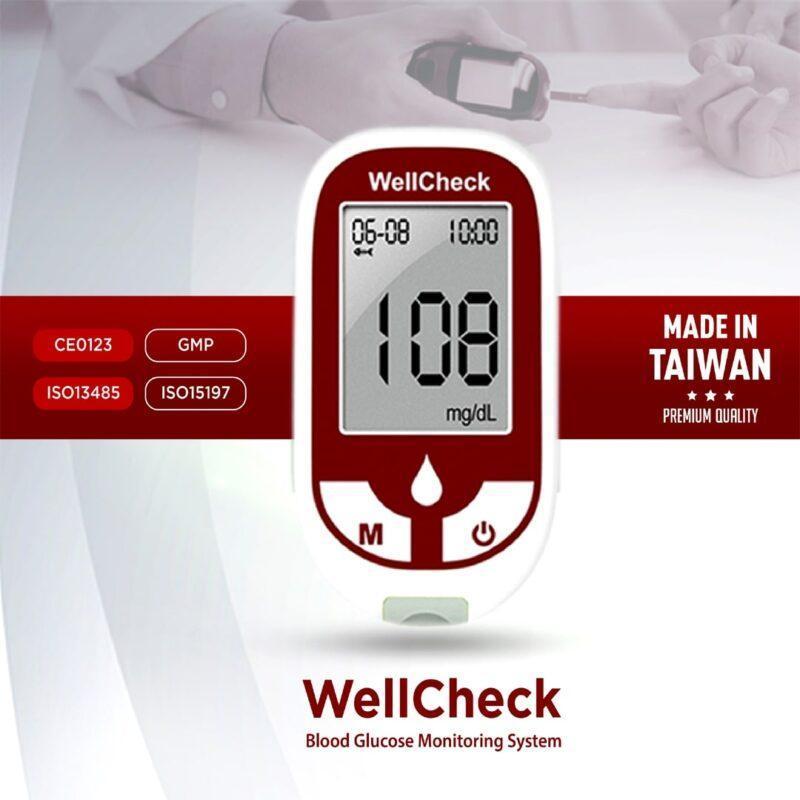 WellCheck
06-08 10:00
108
mg/dL
M
CE0123 GMP
ISO13485 ISO15197
MADE IN
TAIWAN
PREMIUM QUALITY
WellCheck
Blood Glucose Monitoring System